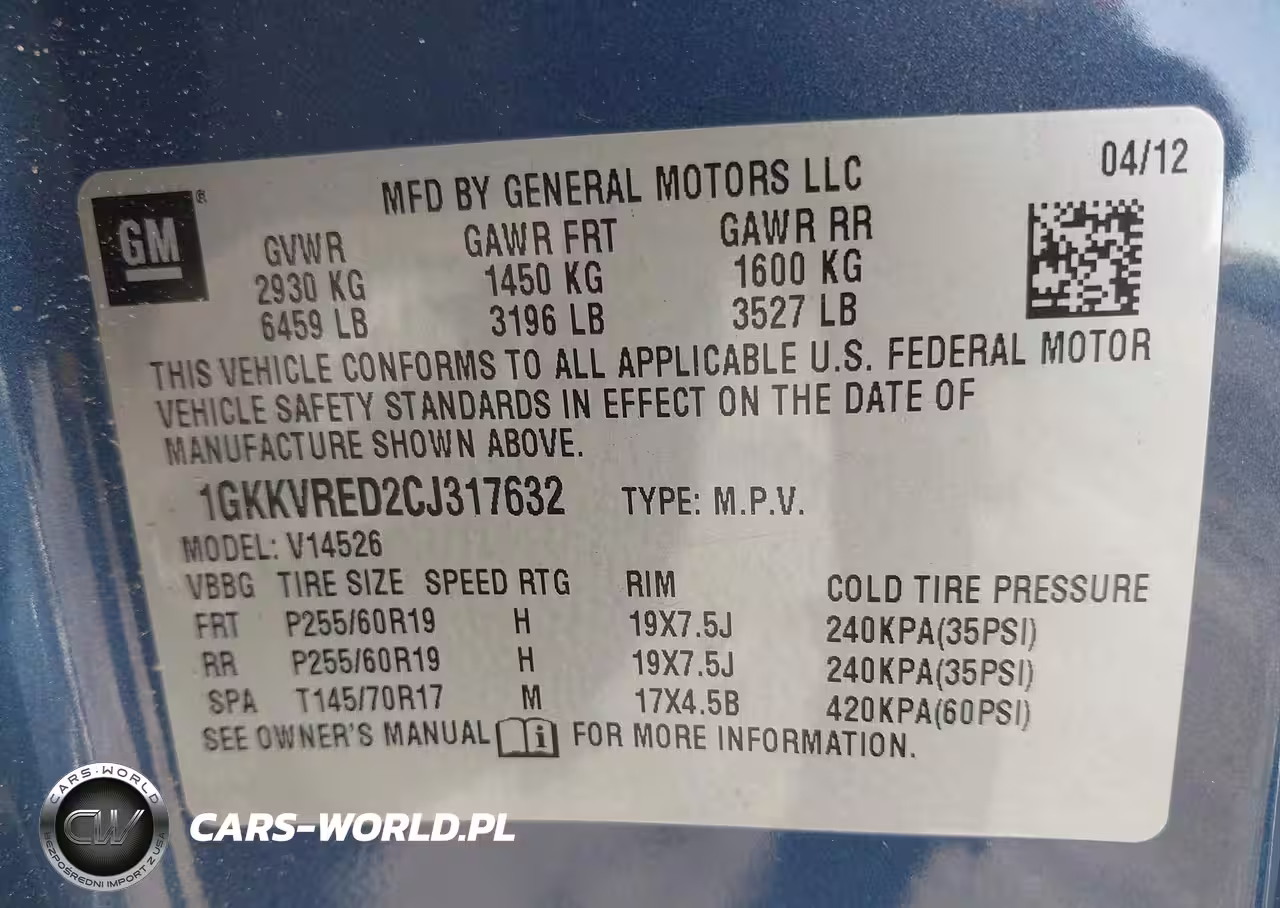 04/12
MFD BY GENERAL MOTORS LLC
GM ®
GVWR GAWR FRT GAWR RR
2930 KG 1450 KG 1600 KG
6459 LB 3196 LB 3527 LB
THIS VEHICLE CONFORMS TO ALL APPLICABLE U.S. FEDERAL MOTOR
VEHICLE SAFETY STANDARDS IN EFFECT ON THE DATE OF
MANUFACTURE SHOWN ABOVE.
1GKKVRED2CJ317632 TYPE: M.P.V.
MODEL: V14526
VBBG TIRE SIZE SPEED RTG RIM COLD TIRE PRESSURE
FRT P255/60R19 H 19X7.5J 240KPA(35PSI)
RR P255/60R19 H 19X7.5J 240KPA(35PSI)
SPA T145/70R17 M 17X4.5B 420KPA(60PSI)
SEE OWNER'S MANUAL i FOR MORE INFORMATION.
CARS-WORLD
CW
BEZPOŚREDNI IMPORT Z USA
CARS-WORLD.PL